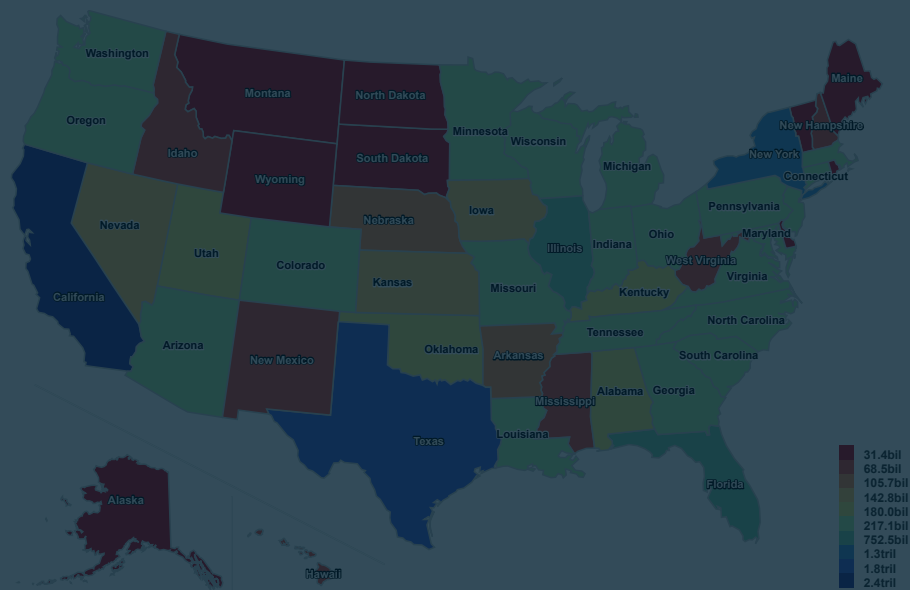 Washington
Maine
Montana
North Dakota
Oregon
New Hampshire
Minnesota
Wisconsin
Idaho
New York
South Dakota
Michigan
Connecticut
Wyoming
Pennsylvania
Iowa
Nebraska
Nevada
Ohio
Maryland
Indiana
Illinois
Utah
West Virginia
Colorado
Virginia
Kansas
Missouri
Kentucky
California
North Carolina
Tennessee
Arizona
Oklahoma
South Carolina
Arkansas
New Mexico
Alabama
Georgia
Mississippi
Louisiana
Texas
Florida
Alaska
Hawaii
31.4bil
68.5bil
105.7bil
142.8bil
180.0bil
217.1bil
752.5bil
1.3tril
1.8tril
2.4tril